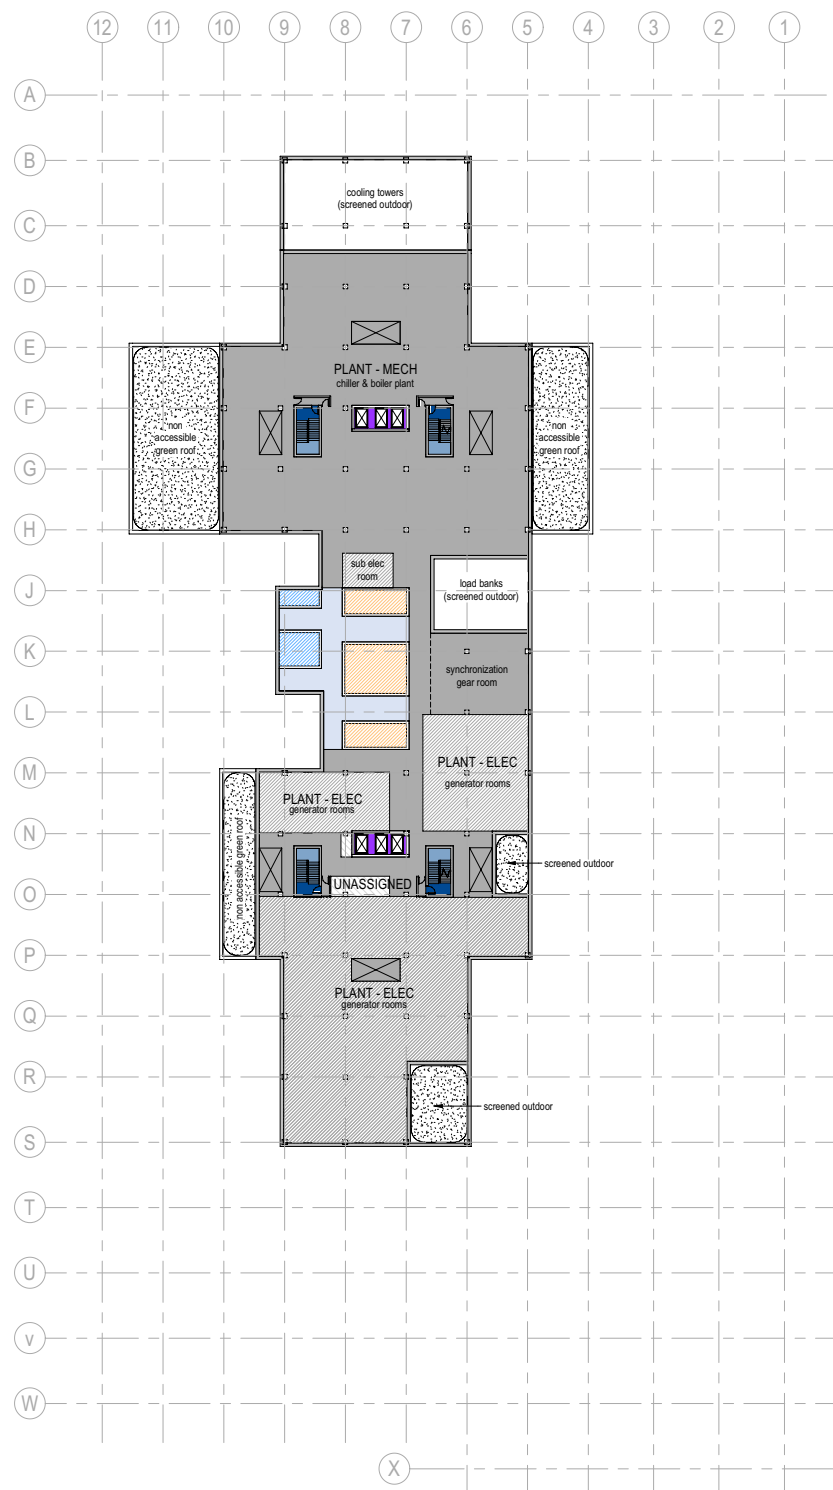 12 11 10 9 8 7 6 5 4 3 2 1
A
B
cooling towers
(screened outdoor)
C
D
E
PLANT - MECH
chiller & boiler plant
F
non
accessible
green roof
non
accessible
green roof
G
H
sub elec
room
J
load banks
(screened outdoor)
K
synchronization
gear room
L
M
PLANT - ELEC
generator rooms
PLANT - ELEC
generator rooms
N
non accessible green roof
screened outdoor
UNASSIGNED
O
P
PLANT - ELEC
generator rooms
Q
R
screened outdoor
S
T
U
v
W
X